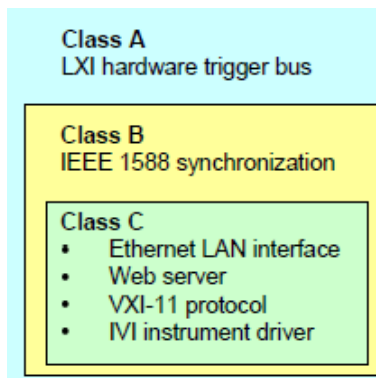 Class A
LXI hardware trigger bus
Class B
IEEE 1588 synchronization
Class C
• Ethernet LAN interface
• Web server
• VXI-11 protocol
• IVI instrument driver